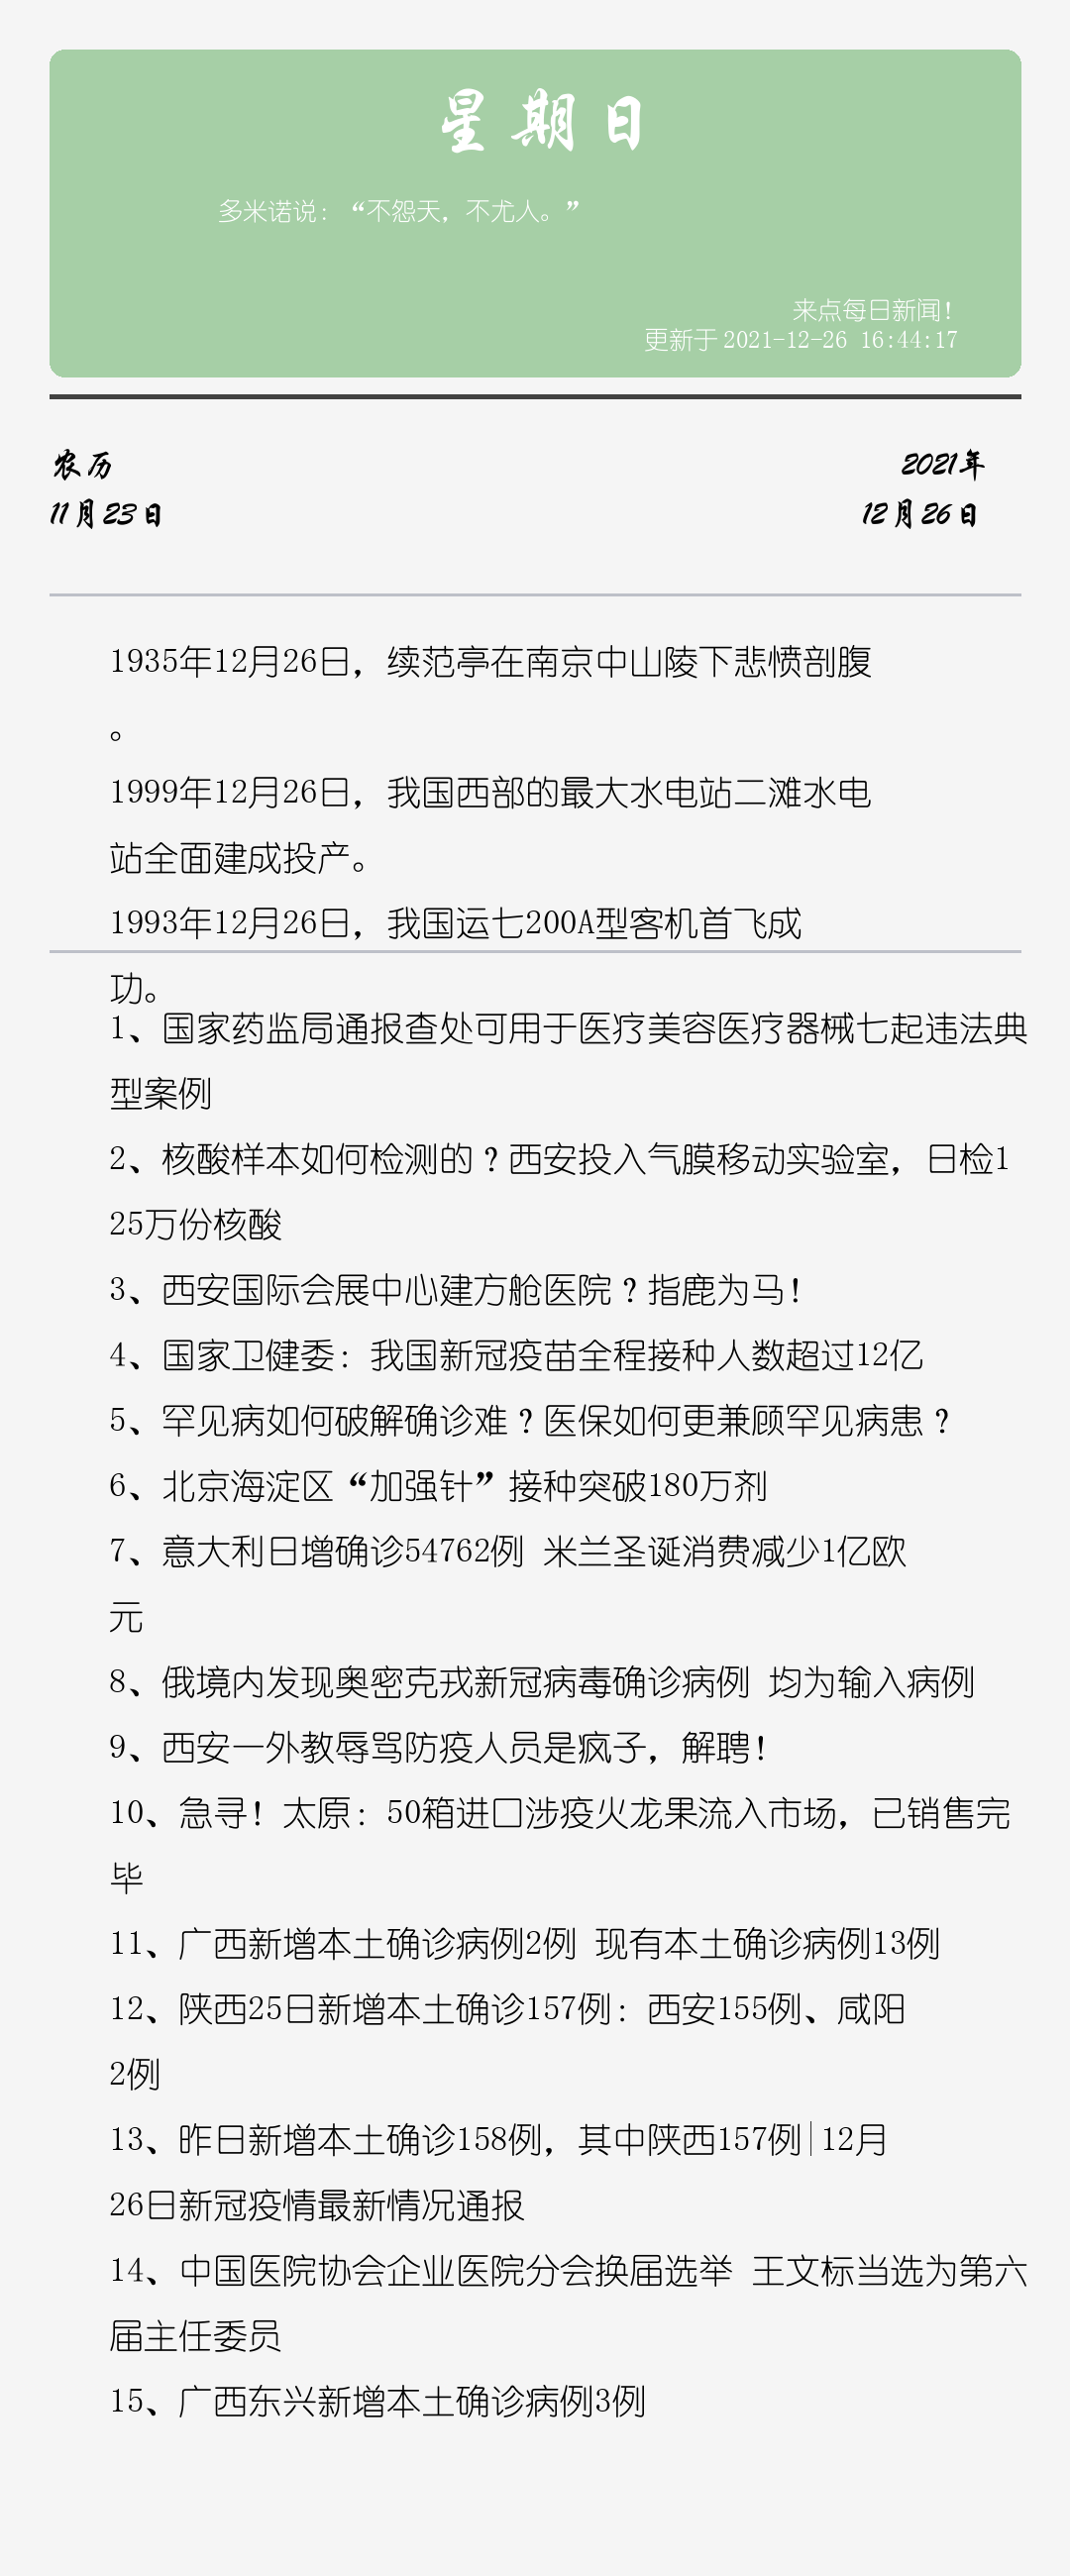 星期日
多米诺说：“不怨天，不尤人。”
来点每日新闻！
更新于 2021-12-26 16:44:17
农历
2021年
11月23日
12月26日
1935年12月26日，续范亭在南京中山陵下悲愤剖腹
。
1999年12月26日，我国西部的最大水电站二滩水电
站全面建成投产。
1993年12月26日，我国运七200A型客机首飞成
功。
1、国家药监局通报查处可用于医疗美容医疗器械七起违法典
型案例
2、核酸样本如何检测的？西安投入气膜移动实验室，日检1
25万份核酸
3、西安国际会展中心建方舱医院？指鹿为马！
4、国家卫健委：我国新冠疫苗全程接种人数超过12亿
5、罕见病如何破解确诊难？医保如何更兼顾罕见病患？
6、北京海淀区“加强针”接种突破180万剂
7、意大利日增确诊54762例 米兰圣诞消费减少1亿欧
元
8、俄境内发现奥密克戎新冠病毒确诊病例 均为输入病例
9、西安一外教辱骂防疫人员是疯子，解聘！
10、急寻！太原：50箱进口涉疫火龙果流入市场，已销售完
毕
11、广西新增本土确诊病例2例 现有本土确诊病例13例
12、陕西25日新增本土确诊157例：西安155例、咸阳
2例
13、昨日新增本土确诊158例，其中陕西157例|12月
26日新冠疫情最新情况通报
14、中国医院协会企业医院分会换届选举 王文标当选为第六
届主任委员
15、广西东兴新增本土确诊病例3例